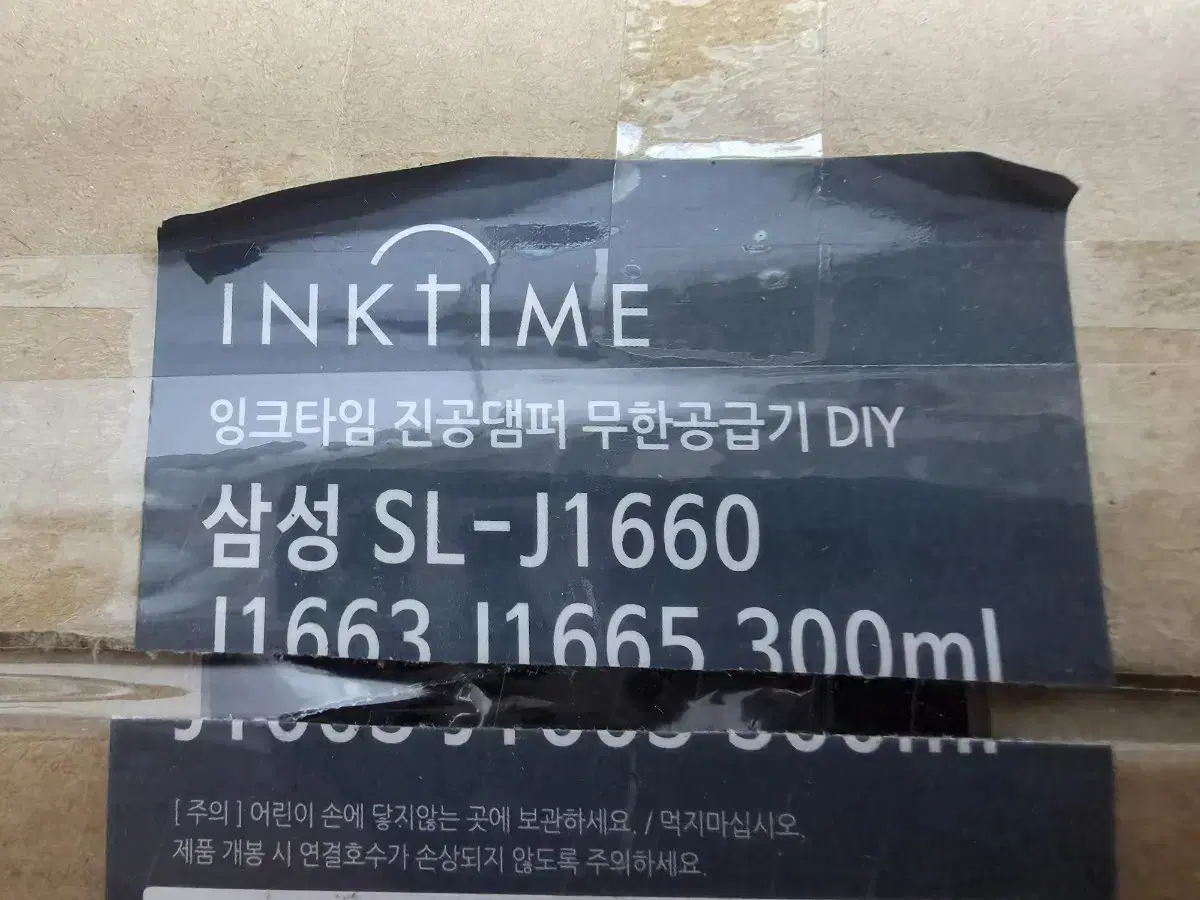 INKTIME
잉크타임 진공댐퍼 무한공급기 DIY
삼성 SL-J1660
J1663 J1665 300ml
[ 주의 ] 어린이 손에 닿지않는 곳에 보관하세요. / 먹지마십시오.
제품 개봉 시 연결호수가 손상되지 않도록 주의하세요.